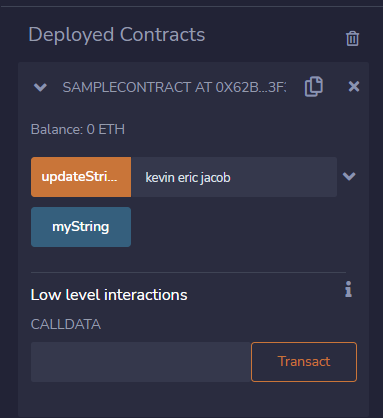 Deployed Contracts
SAMPLECONTRACT AT 0X62B...3F
Balance: 0 ETH
updateStri... kevin eric jacob
myString
Low level interactions
i
CALLDATA
Transact